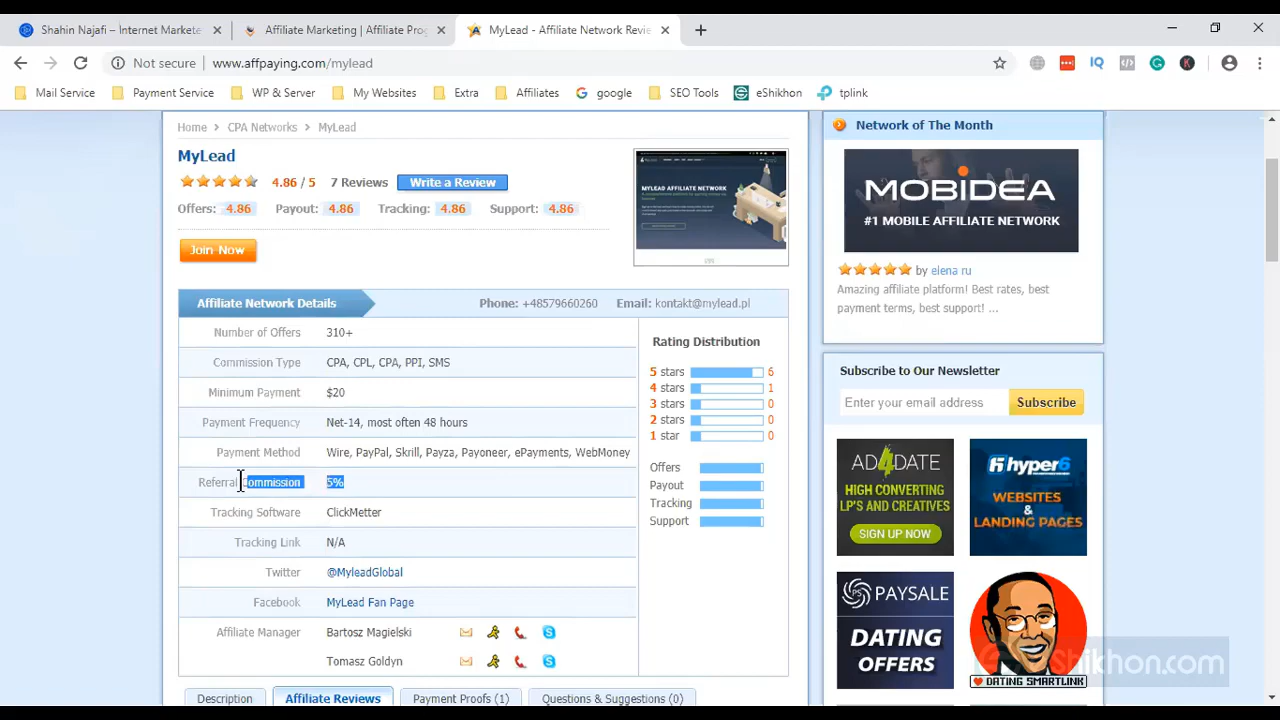 Shahin Najafi – Internet Markete
Affiliate Marketing | Affiliate Prog
MyLead - Affiliate Network Revie
Not secure
www.affpaying.com/mylead
Mail Service
Payment Service
WP & Server
My Websites
Extra
Affiliates
google
SEO Tools
eShikhon
tplink
Home
CPA Networks
MyLead
MyLead
4.86 / 5 7 Reviews Write a Review
Offers: 4.86 Payout: 4.86 Tracking: 4.86 Support: 4.86
Join Now
Affiliate Network Details
Phone: +48579660260 Email: kontakt@mylead.pl
Number of Offers 310+
Commission Type CPA, CPL, CPA, PPI, SMS
Minimum Payment $20
Payment Frequency Net-14, most often 48 hours
Payment Method Wire, PayPal, Skrill, Payza, Payoneer, ePayments, WebMoney
Referral Commission 5%
Tracking Software ClickMetter
Tracking Link N/A
Twitter @MyleadGlobal
Facebook MyLead Fan Page
Affiliate Manager Bartosz Magielski
Tomasz Goldyn
Description
Affiliate Reviews
Payment Proofs (1)
Questions & Suggestions (0)
Rating Distribution
5 stars 6
4 stars 1
3 stars 0
2 stars 0
1 star 0
Offers
Payout
Tracking
Support
Network of The Month
MOBIDEA
#1 MOBILE AFFILIATE NETWORK
by elena ru
Amazing affiliate platform! Best rates, best
payment terms, best support! ...
Subscribe to Our Newsletter
Enter your email address
Subscribe
AD4DATE
HIGH CONVERTING
LP'S AND CREATIVES
SIGN UP NOW
hyper6
WEBSITES
&
LANDING PAGES
PAYSALE
DATING
OFFERS
DATING SMARTLINK
Shikhon.com